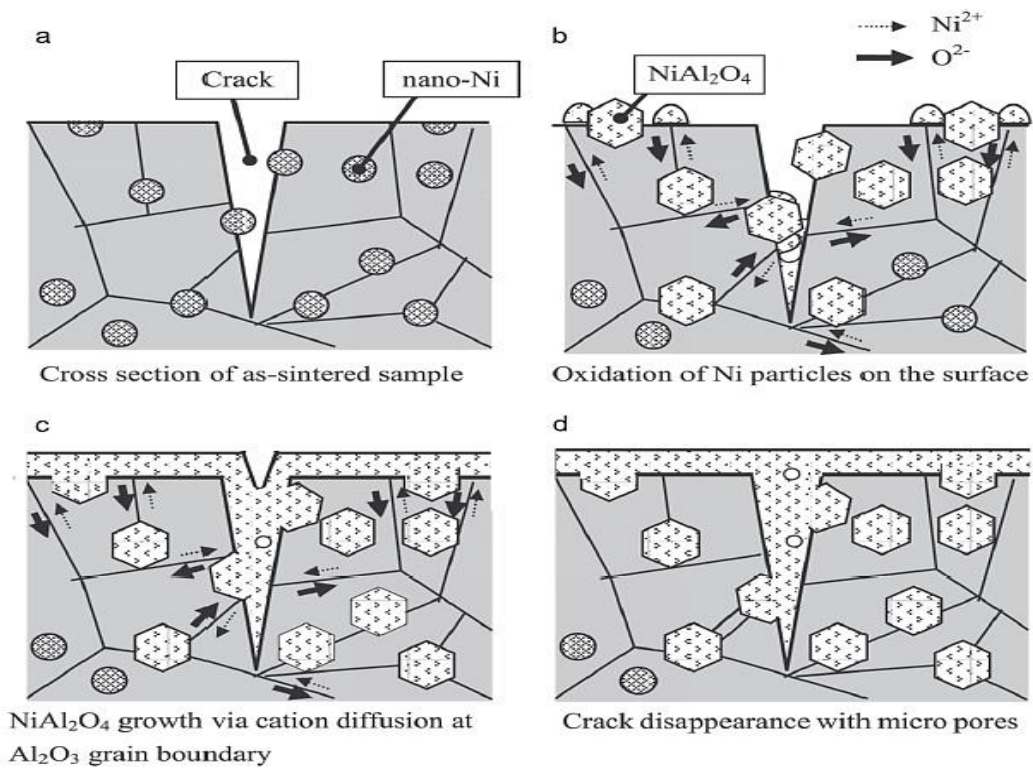 a
Crack
nano-Ni
Cross section of as-sintered sample
b
Ni²⁺
O²⁻
NiAl₂O₄
Oxidation of Ni particles on the surface
c
NiAl₂O₄ growth via cation diffusion at
Al₂O₃ grain boundary
d
Crack disappearance with micro pores